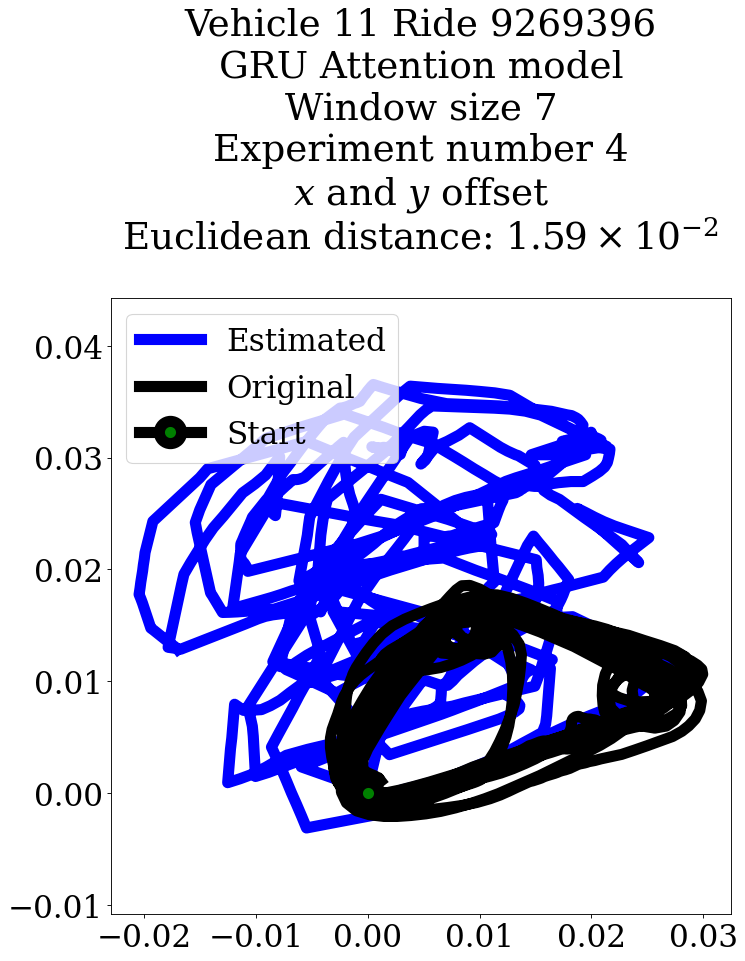 Vehicle 11 Ride 9269396
GRU Attention model
Window size 7
Experiment number 4
x and y offset
Euclidean distance: 1.59 × 10⁻²
Estimated
Original
Start
0.04
0.03
0.02
0.01
0.00
−0.01
−0.02 −0.01 0.00 0.01 0.02 0.03